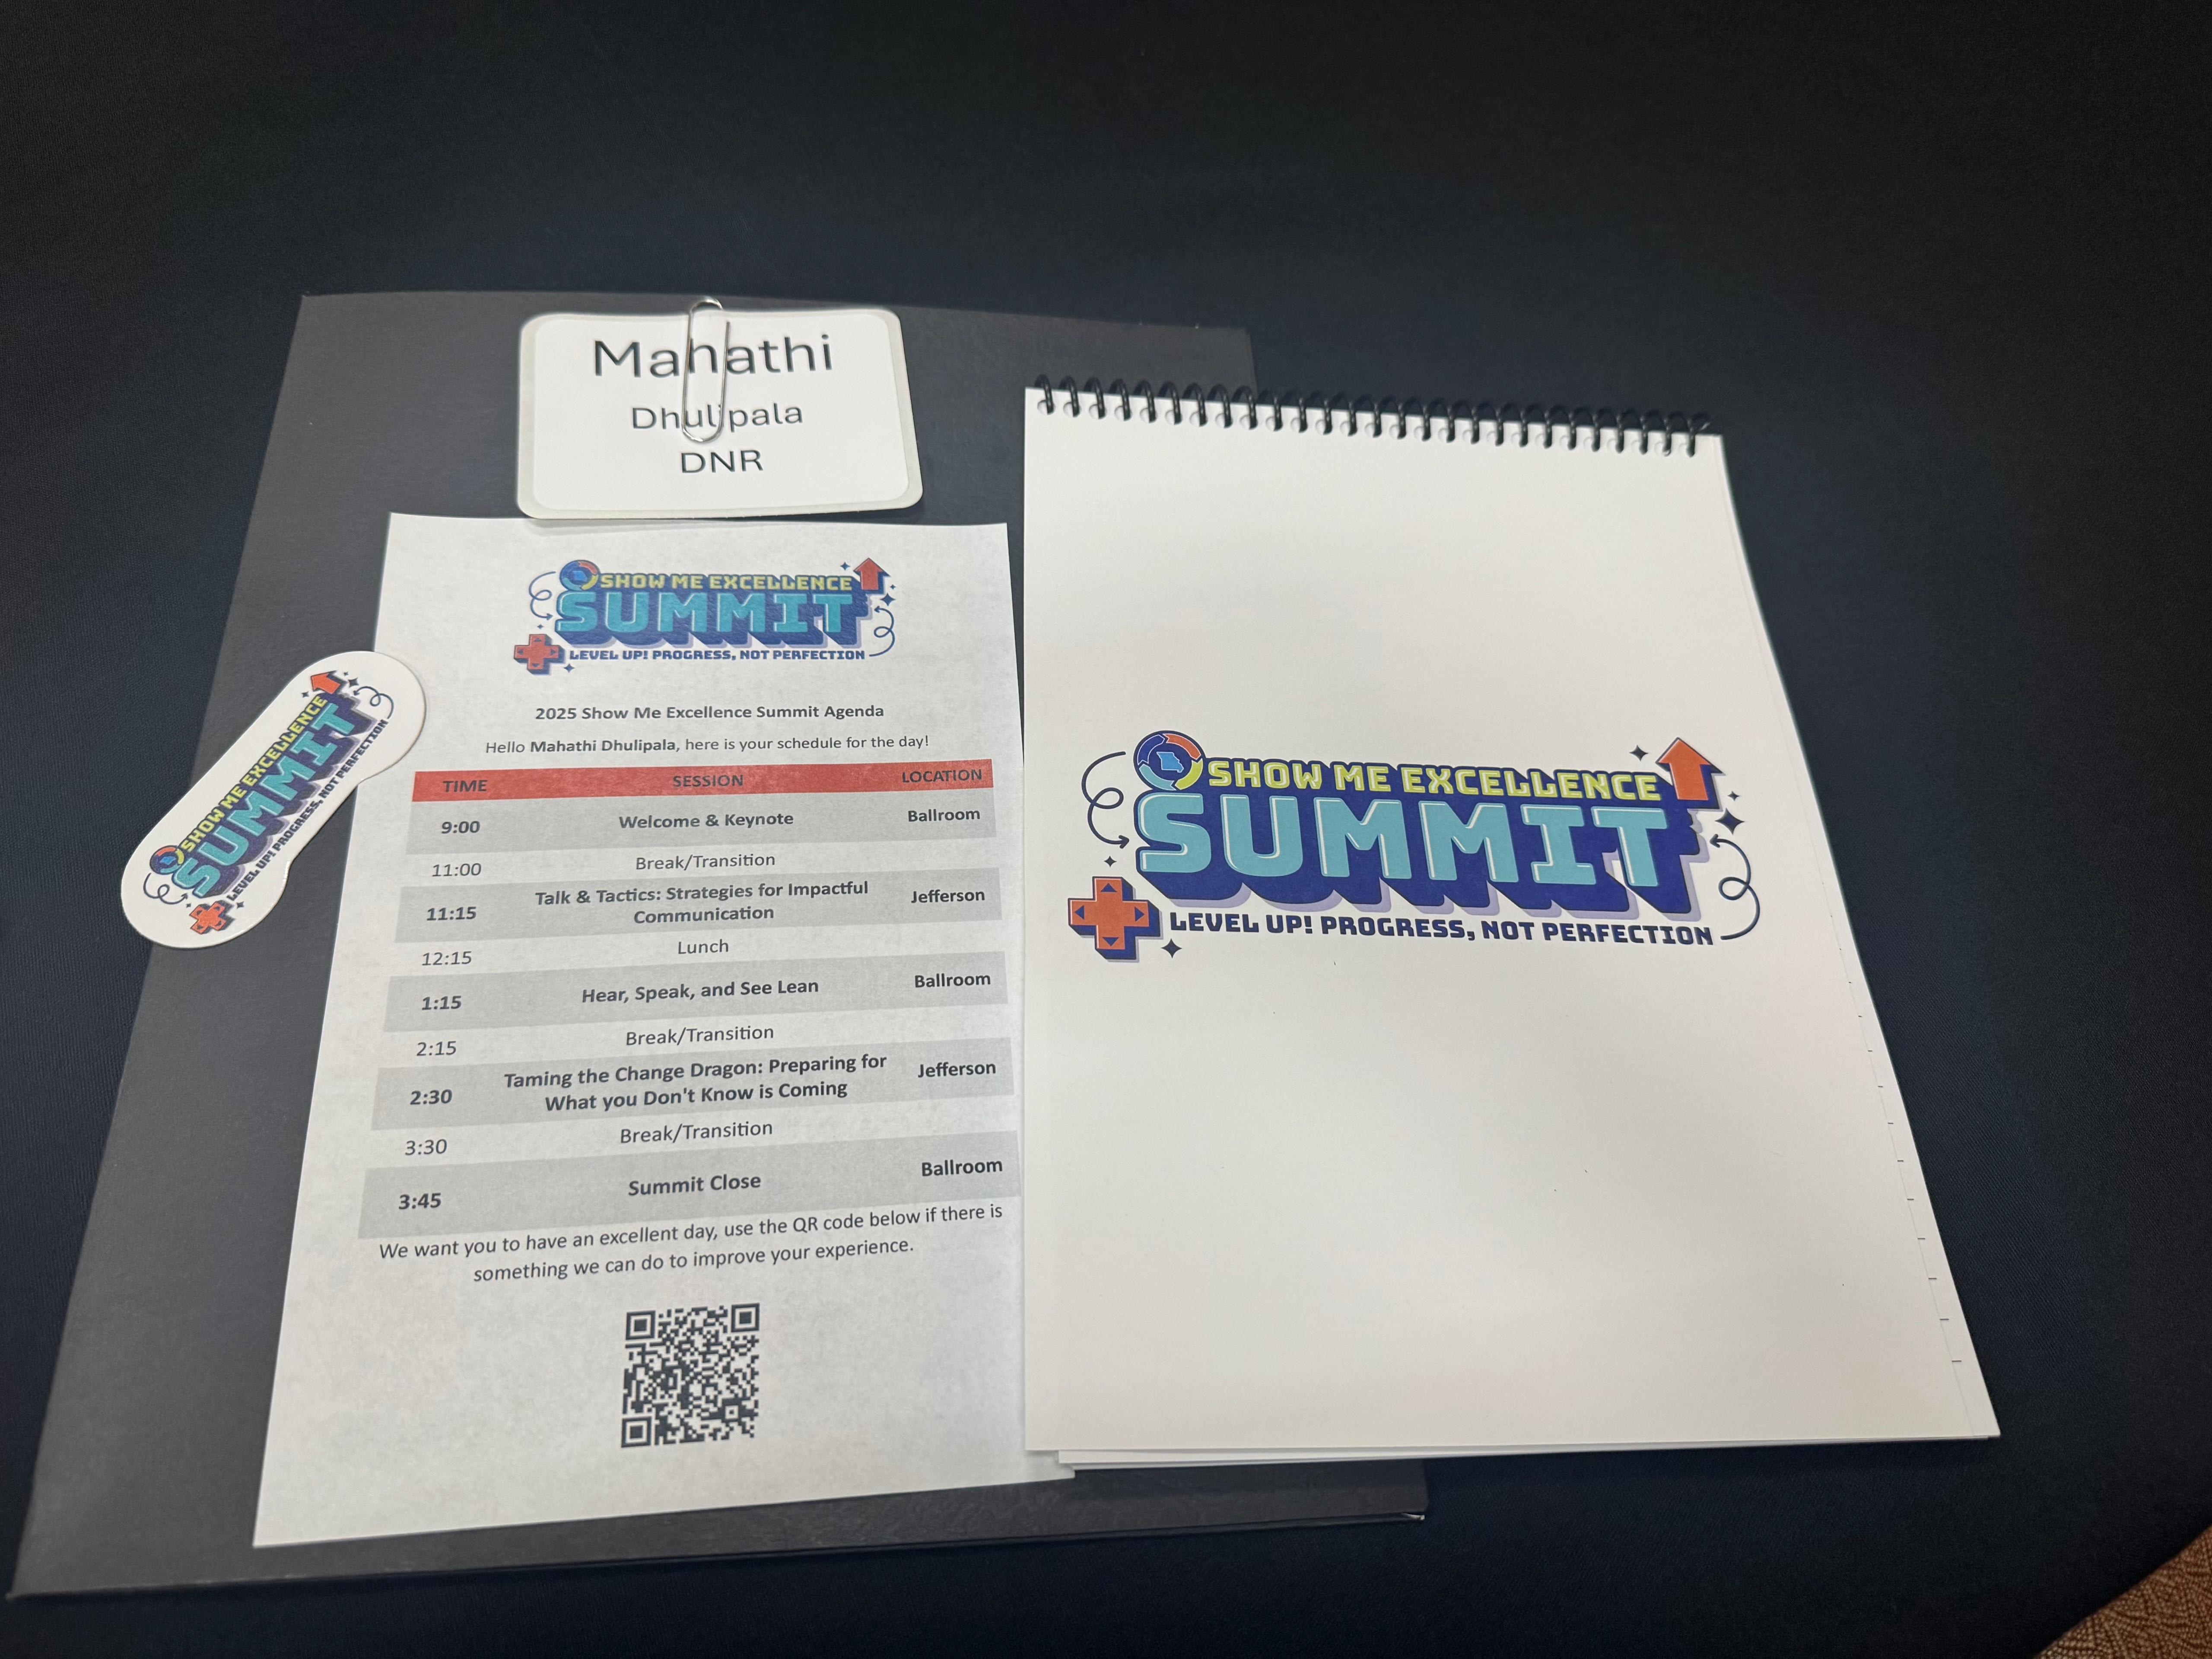 Mahathi
Dhulipala
DNR
SHOW ME EXCELLENCE
SUMMIT
LEVEL UP! PROGRESS, NOT PERFECTION
2025 Show Me Excellence Summit Agenda
Hello Mahathi Dhulipala, here is your schedule for the day!
TIME SESSION LOCATION
9:00 Welcome & Keynote Ballroom
11:00 Break/Transition
11:15 Talk & Tactics: Strategies for Impactful Jefferson
Communication
12:15 Lunch
1:15 Hear, Speak, and See Lean Ballroom
2:15 Break/Transition
2:30 Taming the Change Dragon: Preparing for Jefferson
What you Don't Know is Coming
3:30 Break/Transition
3:45 Summit Close Ballroom
We want you to have an excellent day, use the QR code below if there is
something we can do to improve your experience.
SHOW ME EXCELLENCE
SUMMIT
LEVEL UP! PROGRESS, NOT PERFECTION
SHOW ME EXCELLENCE
SUMMIT
LEVEL UP! PROGRESS, NOT PERFECTION